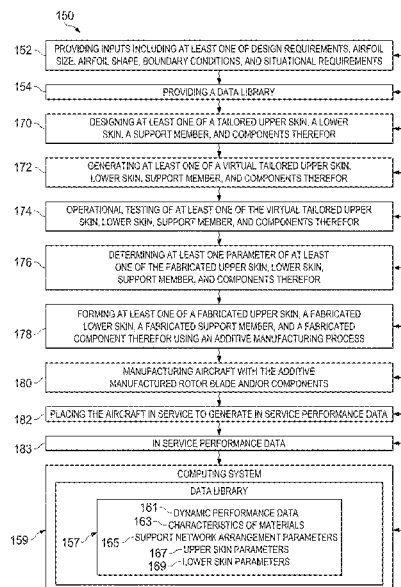 150
152
PROVIDING INPUTS INCLUDING AT LEAST ONE OF DESIGN REQUIREMENTS, AIRFOIL
SIZE, AIRFOIL SHAPE, BOUNDARY CONDITIONS, AND SITUATIONAL REQUIREMENTS
154
PROVIDING A DATA LIBRARY
170
DESIGNING AT LEAST ONE OF A TAILORED UPPER SKIN, A LOWER
SKIN, A SUPPORT MEMBER, AND COMPONENTS THEREFOR
172
GENERATING AT LEAST ONE OF A VIRTUAL TAILORED UPPER SKIN,
LOWER SKIN, SUPPORT MEMBER, AND COMPONENTS THEREFOR
174
OPERATIONAL TESTING OF AT LEAST ONE OF THE VIRTUAL TAILORED UPPER
SKIN, LOWER SKIN, SUPPORT MEMBER, AND COMPONENTS THEREFOR
176
DETERMINING AT LEAST ONE PARAMETER OF AT LEAST
ONE OF THE FABRICATED UPPER SKIN, LOWER SKIN,
SUPPORT MEMBER, AND COMPONENTS THEREFOR
178
FORMING AT LEAST ONE OF A FABRICATED UPPER SKIN, A FABRICATED
LOWER SKIN, A FABRICATED SUPPORT MEMBER, AND A FABRICATED
COMPONENT THEREFOR USING AN ADDITIVE MANUFACTURING PROCESS
180
MANUFACTURING AIRCRAFT WITH THE ADDITIVE
MANUFACTURED ROTOR BLADE AND/OR COMPONENTS
182
PLACING THE AIRCRAFT IN SERVICE TO GENERATE IN SERVICE PERFORMANCE DATA
183
IN SERVICE PERFORMANCE DATA
COMPUTING SYSTEM
DATA LIBRARY
159
157
161
DYNAMIC PERFORMANCE DATA
163
CHARACTERISTICS OF MATERIALS
165
SUPPORT NETWORK ARRANGEMENT PARAMETERS
167
UPPER SKIN PARAMETERS
169
LOWER SKIN PARAMETERS